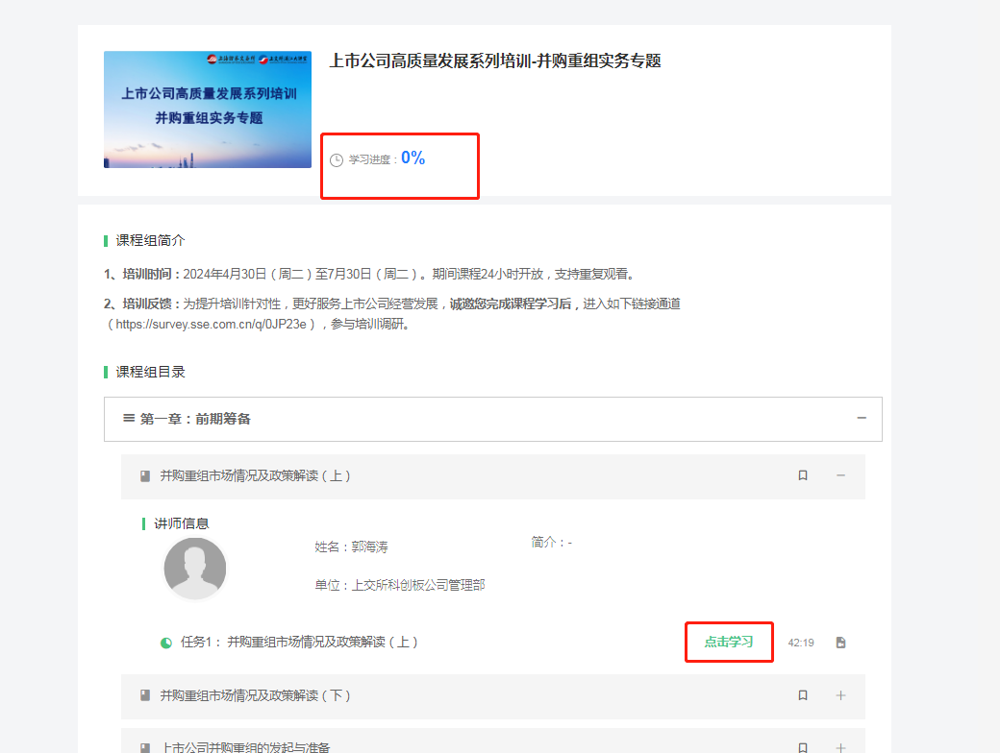 上海证券交易所
上市公司高质量发展系列培训
并购重组实务专题
上市公司高质量发展系列培训-并购重组实务专题
学习进度：0%
课程组简介
1、培训时间：2024年4月30日（周二）至7月30日（周二）。期间课程24小时开放，支持重复观看。
2、培训反馈：为提升培训针对性，更好服务上市公司经营发展，诚邀您完成课程学习后，进入如下链接通道
（https://survey.sse.com.cn/q/0JP23e），参与培训调研。
课程组目录
第一章：前期筹备
并购重组市场情况及政策解读（上）
讲师信息
姓名：郭海涛
简介：-
单位：上交所科创板公司管理部
任务1： 并购重组市场情况及政策解读（上） 点击学习 42:19
并购重组市场情况及政策解读（下）
上市公司并购重组的发起与准备